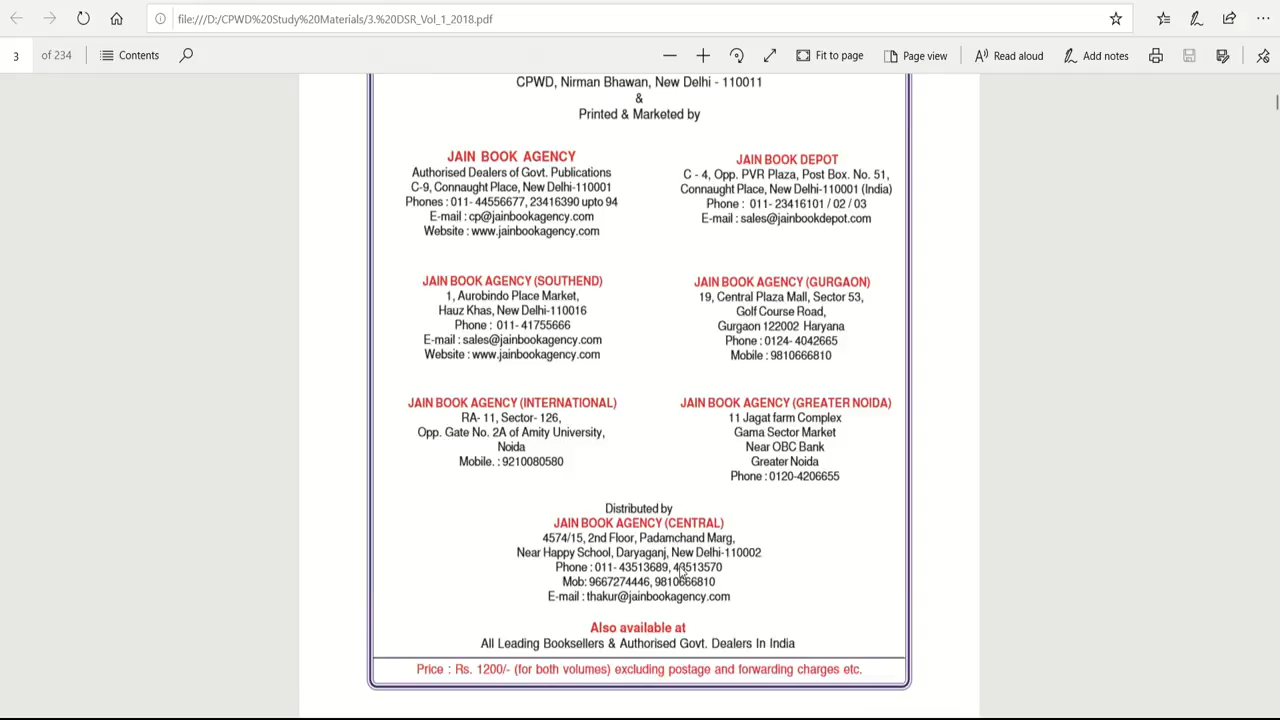 file:///D:/CPWD%20Study%20Materials/3.%20DSR_Vol_1_2018.pdf
3 of 234 Contents Fit to page Page view Read aloud Add notes
CPWD, Nirman Bhawan, New Delhi - 110011
&
Printed & Marketed by
JAIN BOOK AGENCY
Authorised Dealers of Govt. Publications
C-9, Connaught Place, New Delhi-110001
Phones : 011- 44556677, 23416390 upto 94
E-mail : cp@jainbookagency.com
Website : www.jainbookagency.com
JAIN BOOK DEPOT
C - 4, Opp. PVR Plaza, Post Box. No. 51,
Connaught Place, New Delhi-110001 (India)
Phone : 011- 23416101 / 02 / 03
E-mail : sales@jainbookdepot.com
JAIN BOOK AGENCY (SOUTHEND)
1, Aurobindo Place Market,
Hauz Khas, New Delhi-110016
Phone : 011- 41755666
E-mail : sales@jainbookagency.com
Website : www.jainbookagency.com
JAIN BOOK AGENCY (GURGAON)
19, Central Plaza Mall, Sector 53,
Golf Course Road,
Gurgaon 122002 Haryana
Phone : 0124- 4042665
Mobile : 9810666810
JAIN BOOK AGENCY (INTERNATIONAL)
RA- 11, Sector- 126,
Opp. Gate No. 2A of Amity University,
Noida
Mobile. : 9210080580
JAIN BOOK AGENCY (GREATER NOIDA)
11 Jagat farm Complex
Gama Sector Market
Near OBC Bank
Greater Noida
Phone : 0120-4206655
Distributed by
JAIN BOOK AGENCY (CENTRAL)
4574/15, 2nd Floor, Padamchand Marg,
Near Happy School, Daryaganj, New Delhi-110002
Phone : 011- 43513689, 43513570
Mob: 9667274446, 9810666810
E-mail : thakur@jainbookagency.com
Also available at
All Leading Booksellers & Authorised Govt. Dealers In India
Price : Rs. 1200/- (for both volumes) excluding postage and forwarding charges etc.